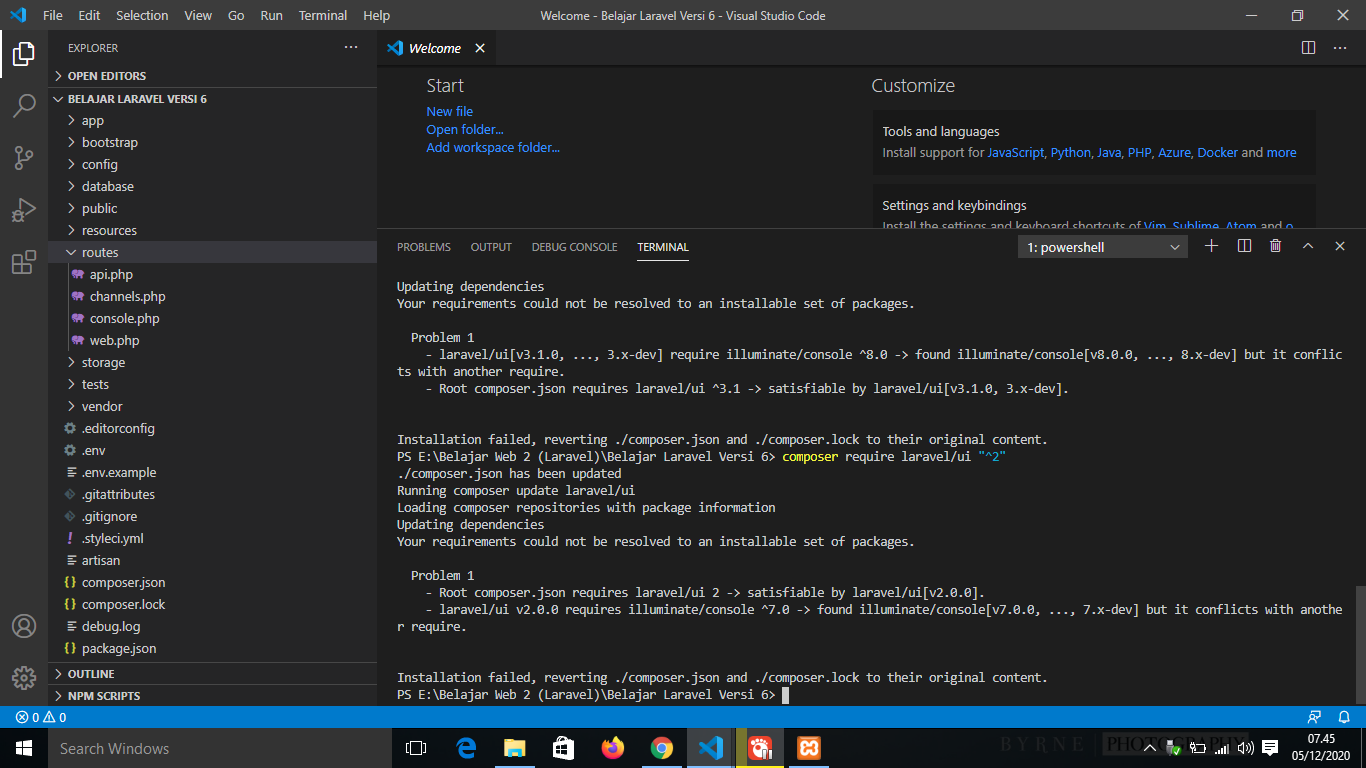 File Edit Selection View Go Run Terminal Help
Welcome - Belajar Laravel Versi 6 - Visual Studio Code
EXPLORER
OPEN EDITORS
BELAJAR LARAVEL VERSI 6
app
bootstrap
config
database
public
resources
routes
api.php
channels.php
console.php
web.php
storage
tests
vendor
.editorconfig
.env
.env.example
.gitattributes
.gitignore
.styleci.yml
artisan
composer.json
composer.lock
debug.log
package.json
OUTLINE
NPM SCRIPTS
Welcome
Start
New file
Open folder...
Add workspace folder...
Customize
Tools and languages
Install support for JavaScript, Python, Java, PHP, Azure, Docker and more
Settings and keybindings
Install the settings and keyboard shortcuts of Vim, Sublime, Atom and o
PROBLEMS OUTPUT DEBUG CONSOLE TERMINAL
1: powershell
Updating dependencies
Your requirements could not be resolved to an installable set of packages.
Problem 1
- laravel/ui[v3.1.0, ..., 3.x-dev] require illuminate/console ^8.0 -> found illuminate/console[v8.0.0, ..., 8.x-dev] but it conflic
ts with another require.
- Root composer.json requires laravel/ui ^3.1 -> satisfiable by laravel/ui[v3.1.0, 3.x-dev].
Installation failed, reverting ./composer.json and ./composer.lock to their original content.
PS E:\Belajar Web 2 (Laravel)\Belajar Laravel Versi 6> composer require laravel/ui "^2"
./composer.json has been updated
Running composer update laravel/ui
Loading composer repositories with package information
Updating dependencies
Your requirements could not be resolved to an installable set of packages.
Problem 1
- Root composer.json requires laravel/ui 2 -> satisfiable by laravel/ui[v2.0.0].
- laravel/ui v2.0.0 requires illuminate/console ^7.0 -> found illuminate/console[v7.0.0, ..., 7.x-dev] but it conflicts with anothe
r require.
Installation failed, reverting ./composer.json and ./composer.lock to their original content.
PS E:\Belajar Web 2 (Laravel)\Belajar Laravel Versi 6>
0 0
Search Windows
BYRNE PHOTOGRAPHY
07.45
05/12/2020